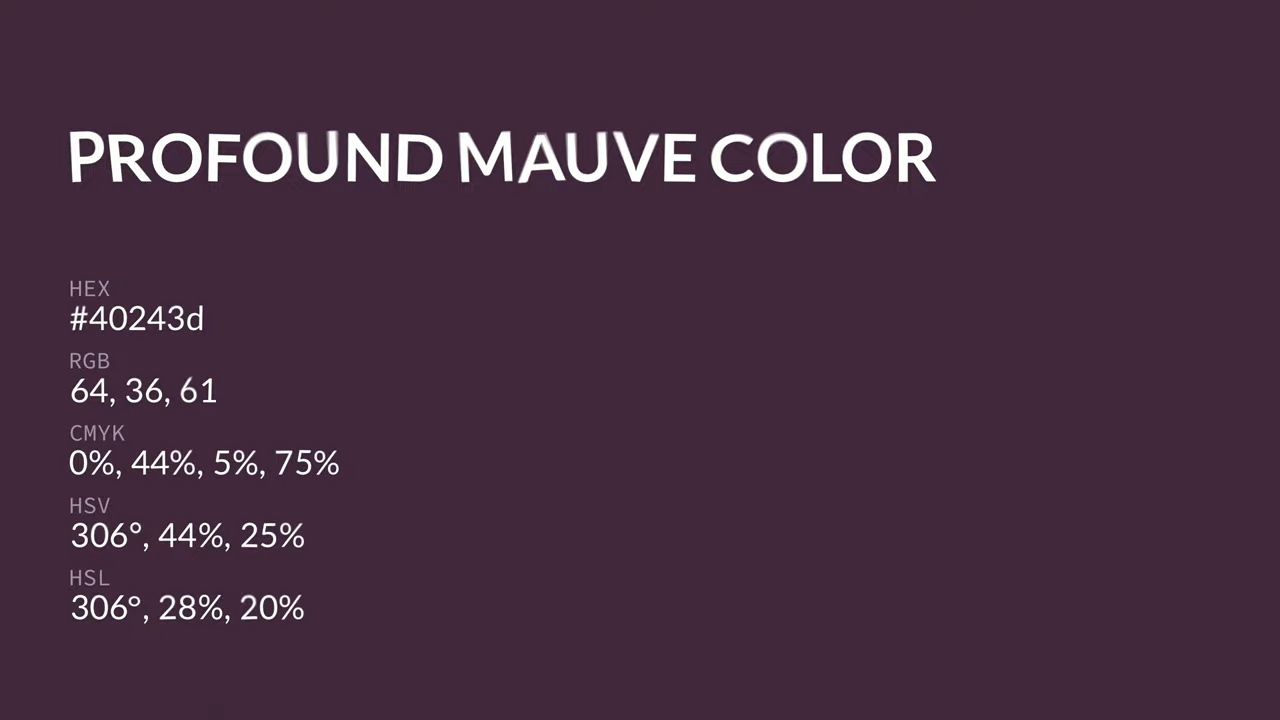 PROFOUND MAUVE COLOR
HEX
#40243d
RGB
64, 36, 61
CMYK
0%, 44%, 5%, 75%
HSV
306°, 44%, 25%
HSL
306°, 28%, 20%